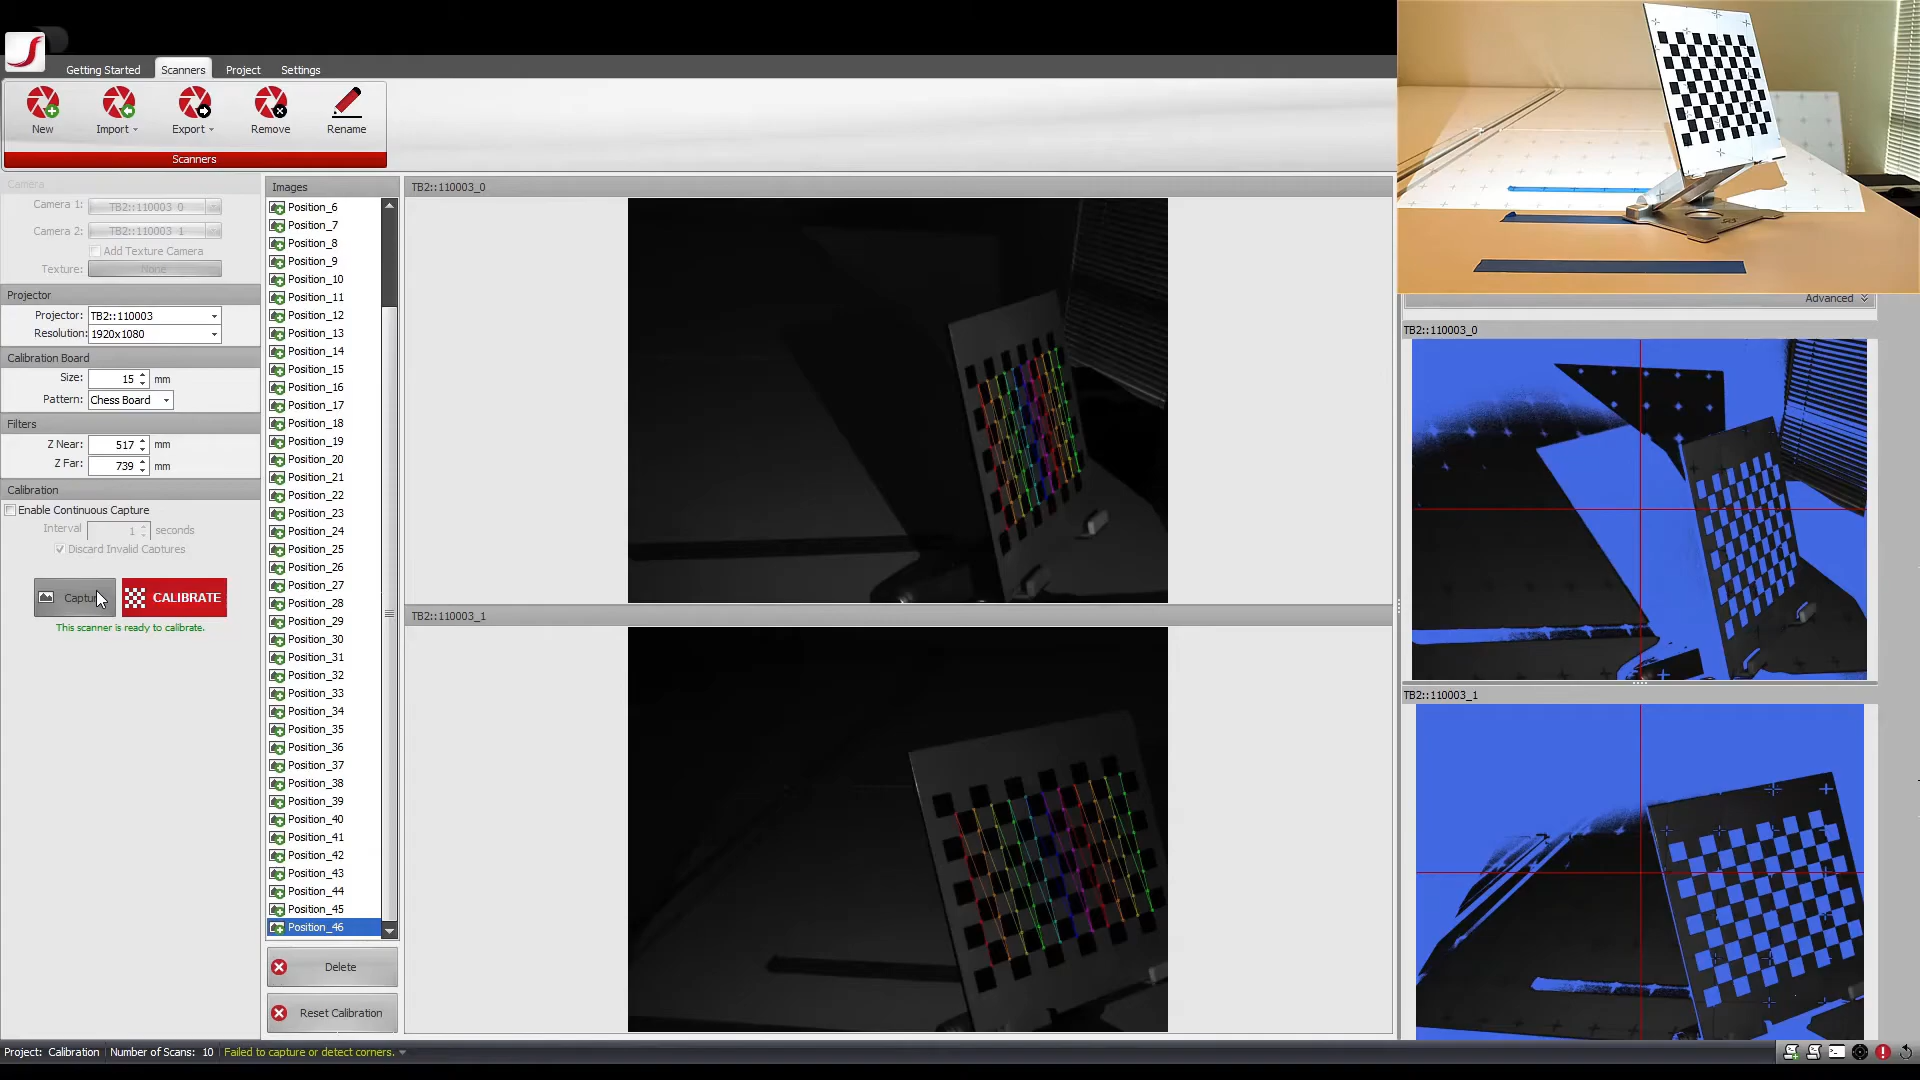 Getting Started
Scanners
Project
Settings
New
Import
Export
Remove
Rename
Scanners
Camera
Camera 1: TB2::110003 0
Camera 2: TB2::110003 1
Add Texture Camera
Texture: None
Projector
Projector: TB2::110003
Resolution: 1920x1080
Calibration Board
Size: 15 mm
Pattern: Chess Board
Filters
Z Near: 517 mm
Z Far: 739 mm
Calibration
Enable Continuous Capture
Interval 1 seconds
Discard Invalid Captures
CALIBRATE
This scanner is ready to calibrate.
Images
Position_6
Position_7
Position_8
Position_9
Position_10
Position_11
Position_12
Position_13
Position_14
Position_15
Position_16
Position_17
Position_18
Position_19
Position_20
Position_21
Position_22
Position_23
Position_24
Position_25
Position_26
Position_27
Position_28
Position_29
Position_30
Position_31
Position_32
Position_33
Position_34
Position_35
Position_36
Position_37
Position_38
Position_39
Position_40
Position_41
Position_42
Position_43
Position_44
Position_45
Position_46
Delete
Reset Calibration
TB2::110003_0
TB2::110003_1
Advanced
TB2::110003_0
TB2::110003_1
Project: Calibration
Number of Scans: 10
Failed to capture or detect corners.